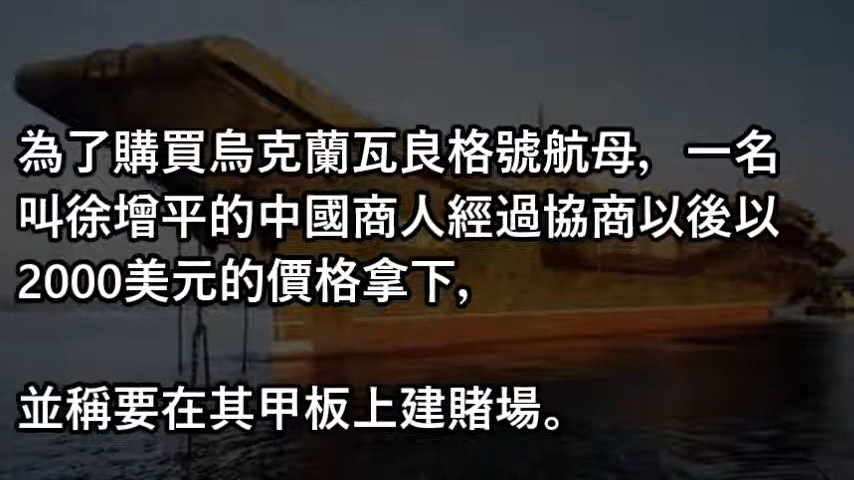 為了購買烏克蘭瓦良格號航母，一名
叫徐增平的中國商人經過協商以後以
2000美元的價格拿下，
並稱要在其甲板上建賭場。